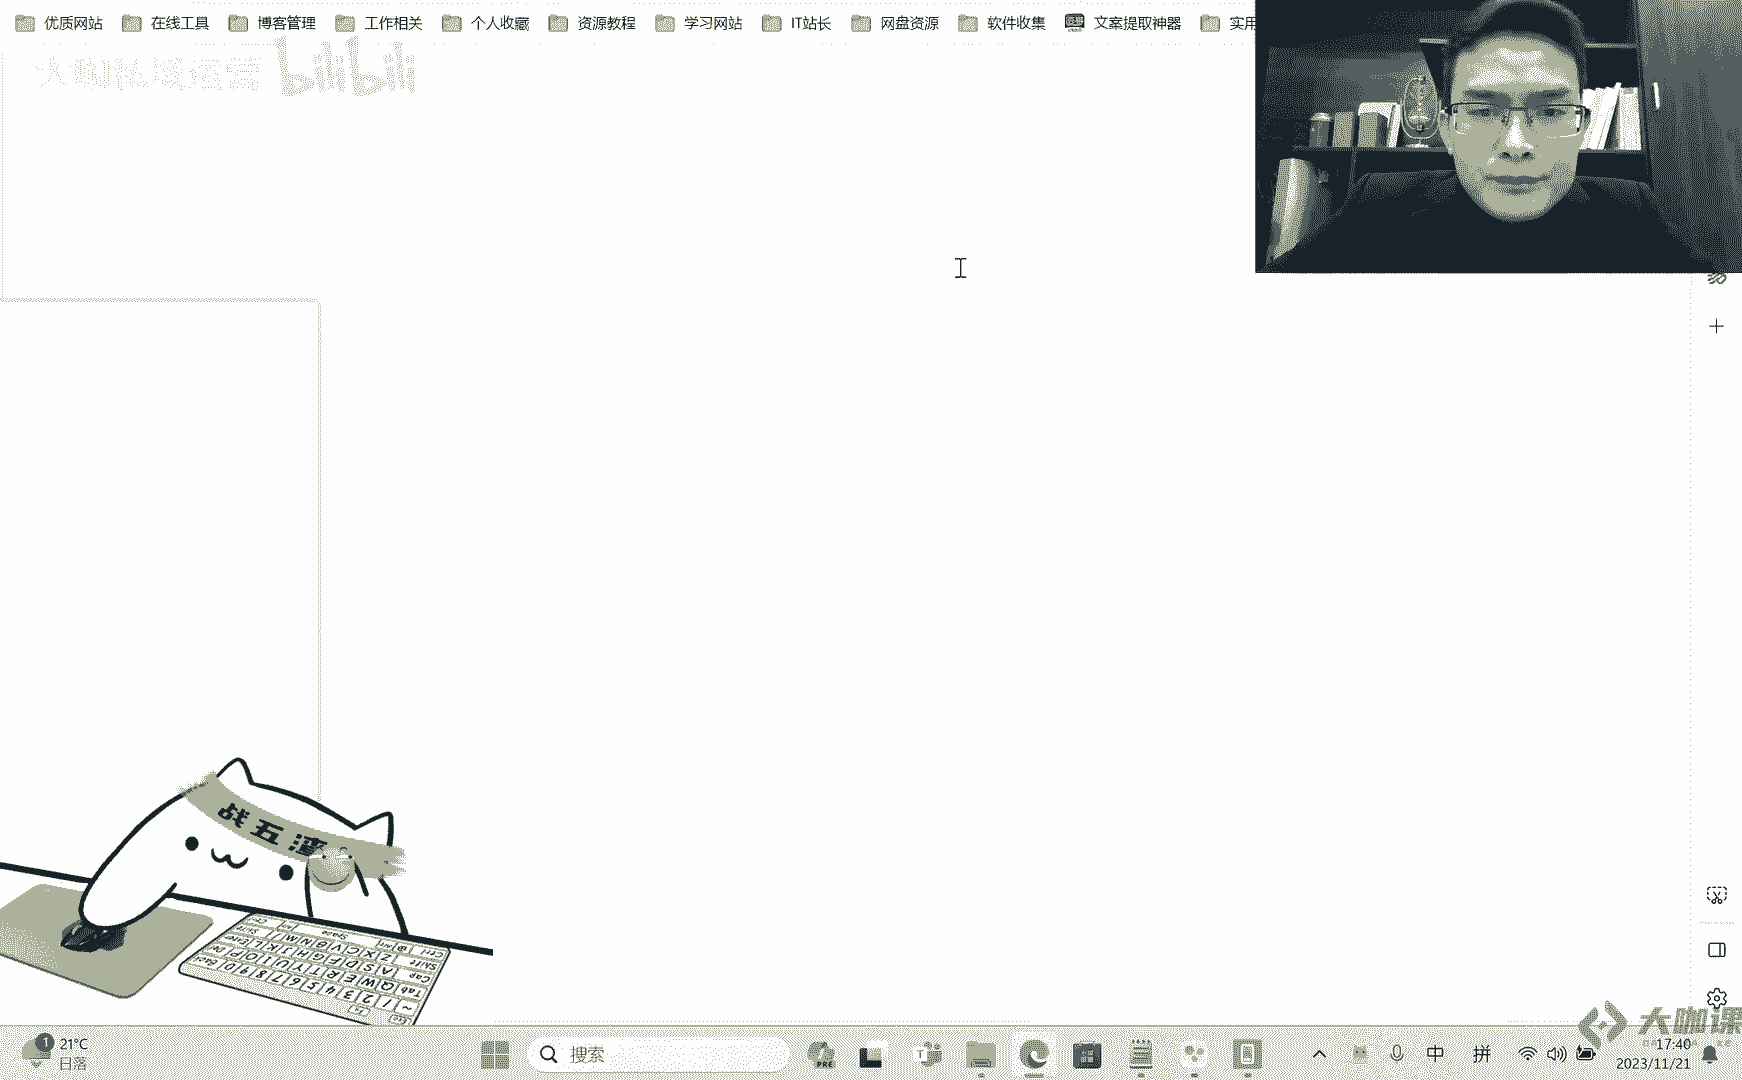 优质网站 在线工具 博客管理 工作相关 个人收藏 资源教程 学习网站 IT站长 网盘资源 软件收集 文案提取神器 实用
大咖私域运营 bilibili
战五渣
21°C
日落
1
搜索
PRE
中 拼
17:40
2023/11/21
大咖课